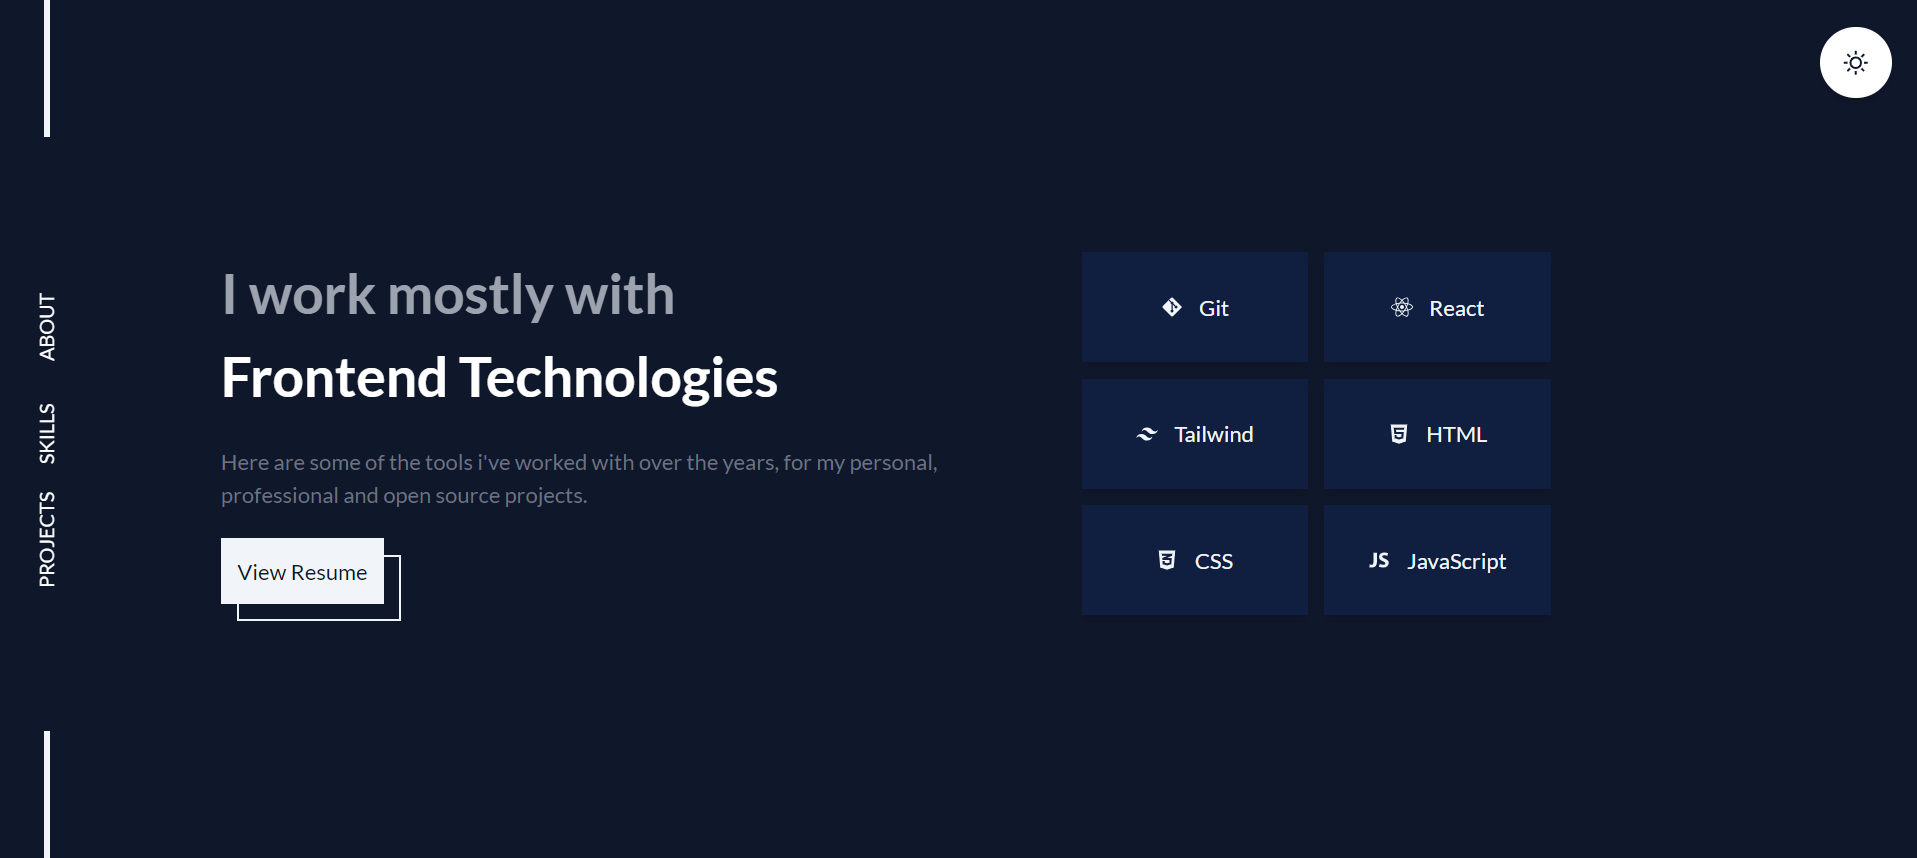 ABOUT
SKILLS
PROJECTS
I work mostly with
Frontend Technologies
Here are some of the tools i've worked with over the years, for my personal,
professional and open source projects.
View Resume
Git
React
Tailwind
HTML
CSS
JS JavaScript